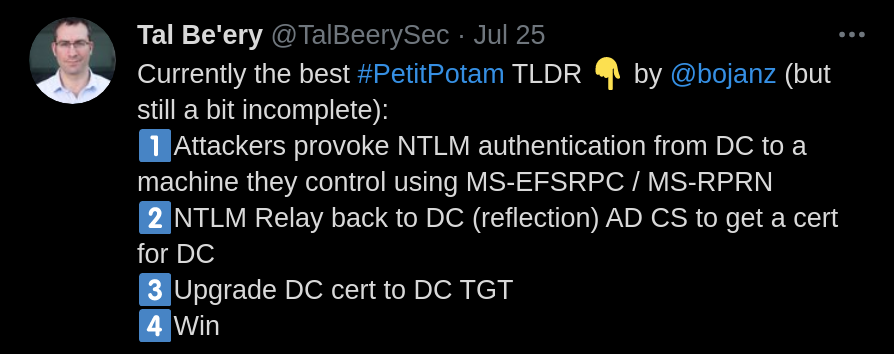 Tal Be'ery @TalBeerySec · Jul 25
Currently the best #PetitPotam TLDR 👇 by @bojanz (but
still a bit incomplete):
1️⃣Attackers provoke NTLM authentication from DC to a
machine they control using MS-EFSRPC / MS-RPRN
2️⃣NTLM Relay back to DC (reflection) AD CS to get a cert
for DC
3️⃣Upgrade DC cert to DC TGT
4️⃣Win